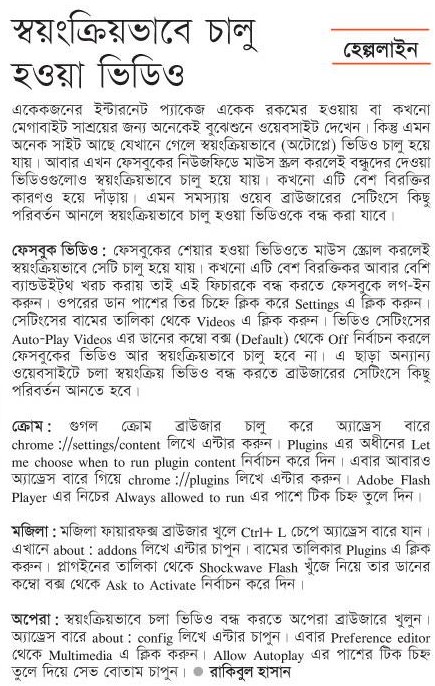 স্বয়ংক্রিয়ভাবে চালু
হওয়া ভিডিও
হেল্পলাইন
একেকজনের ইন্টারনেট প্যাকেজ একেক রকমের হওয়ায় বা কখনো
মেগাবাইট সাশ্রয়ের জন্য অনেকেই বুঝেশুনে ওয়েবসাইট দেখেন। কিন্তু এমন
অনেক সাইট আছে যেখানে গেলে স্বয়ংক্রিয়ভাবে (অটোপ্লে) ভিডিও চালু হয়ে
যায়। আবার এখন ফেসবুকের নিউজফিডে মাউস স্ক্রল করলেই বন্ধুদের দেওয়া
ভিডিওগুলোও স্বয়ংক্রিয়ভাবে চালু হয়ে যায়। কখনো এটি বেশ বিরক্তির
কারণও হয়ে দাঁড়ায়। এমন সমস্যায় ওয়েব ব্রাউজারের সেটিংসে কিছু
পরিবর্তন আনলে স্বয়ংক্রিয়ভাবে চালু হওয়া ভিডিওকে বন্ধ করা যাবে।
ফেসবুক ভিডিও : ফেসবুকের শেয়ার হওয়া ভিডিওতে মাউস স্ক্রোল করলেই
স্বয়ংক্রিয়ভাবে সেটি চালু হয়ে যায়। কখনো এটি বেশ বিরক্তিকর আবার বেশি
ব্যান্ডউইট্থ খরচ করায় তাই এই ফিচারকে বন্ধ করতে ফেসবুকে লগ-ইন
করুন। ওপরের ডান পাশের তির চিহ্নে ক্লিক করে Settings এ ক্লিক করুন।
সেটিংসের বামের তালিকা থেকে Videos এ ক্লিক করুন। ভিডিও সেটিংসের
Auto-Play Videos এর ডানের কম্বো বক্স (Default) থেকে Off নির্বাচন করলে
ফেসবুকের ভিডিও আর স্বয়ংক্রিয়ভাবে চালু হবে না। এ ছাড়া অন্যান্য
ওয়েবসাইটে চলা স্বয়ংক্রিয় ভিডিও বন্ধ করতে ব্রাউজারের সেটিংসে কিছু
পরিবর্তন আনতে হবে।
ক্রোম : গুগল ক্রোম ব্রাউজার চালু করে অ্যাড্রেস বারে
chrome ://settings/content লিখে এন্টার করুন। Plugins এর অধীনের Let
me choose when to run plugin content নির্বাচন করে দিন। এবার আবারও
অ্যাড্রেস বারে গিয়ে chrome ://plugins লিখে এন্টার করুন। Adobe Flash
Player এর নিচের Always allowed to run এর পাশে টিক চিহ্ন তুলে দিন।
মজিলা : মজিলা ফায়ারফক্স ব্রাউজার খুলে Ctrl+ L চেপে অ্যাড্রেস বারে যান।
এখানে about : addons লিখে এন্টার চাপুন। বামের তালিকার Plugins এ ক্লিক
করুন। প্লাগইনের তালিকা থেকে Shockwave Flash খুঁজে নিয়ে তার ডানের
কম্বো বক্স থেকে Ask to Activate নির্বাচন করে দিন।
অপেরা : স্বয়ংক্রিয়ভাবে চলা ভিডিও বন্ধ করতে অপেরা ব্রাউজারে খুলুন।
অ্যাড্রেস বারে about : config লিখে এন্টার চাপুন। এবার Preference editor
থেকে Multimedia এ ক্লিক করুন। Allow Autoplay এর পাশের টিক চিহ্ন
তুলে দিয়ে সেভ বোতাম চাপুন। ● রাকিবুল হাসান